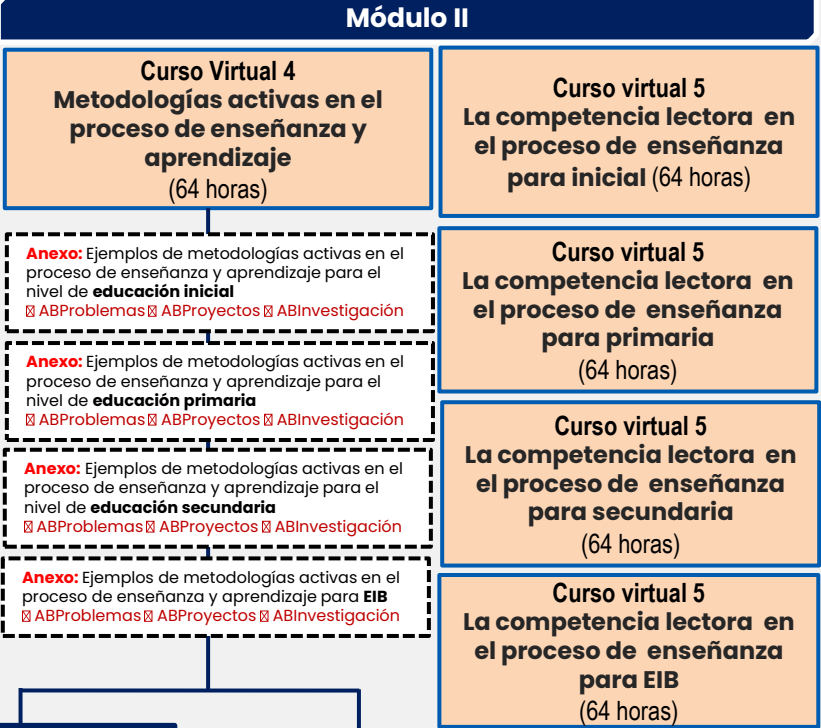 Módulo II
Curso Virtual 4
Metodologías activas en el
proceso de enseñanza y
aprendizaje
(64 horas)
Anexo: Ejemplos de metodologías activas en el
proceso de enseñanza y aprendizaje para el
nivel de educación inicial
ABProblemas ABProyectos ABInvestigación
Anexo: Ejemplos de metodologías activas en el
proceso de enseñanza y aprendizaje para el
nivel de educación primaria
ABProblemas ABProyectos ABInvestigación
Anexo: Ejemplos de metodologías activas en el
proceso de enseñanza y aprendizaje para el
nivel de educación secundaria
ABProblemas ABProyectos ABInvestigación
Anexo: Ejemplos de metodologías activas en el
proceso de enseñanza y aprendizaje para EIB
ABProblemas ABProyectos ABInvestigación
Curso virtual 5
La competencia lectora en
el proceso de enseñanza
para inicial (64 horas)
Curso virtual 5
La competencia lectora en
el proceso de enseñanza
para primaria
(64 horas)
Curso virtual 5
La competencia lectora en
el proceso de enseñanza
para secundaria
(64 horas)
Curso virtual 5
La competencia lectora en
el proceso de enseñanza
para EIB
(64 horas)